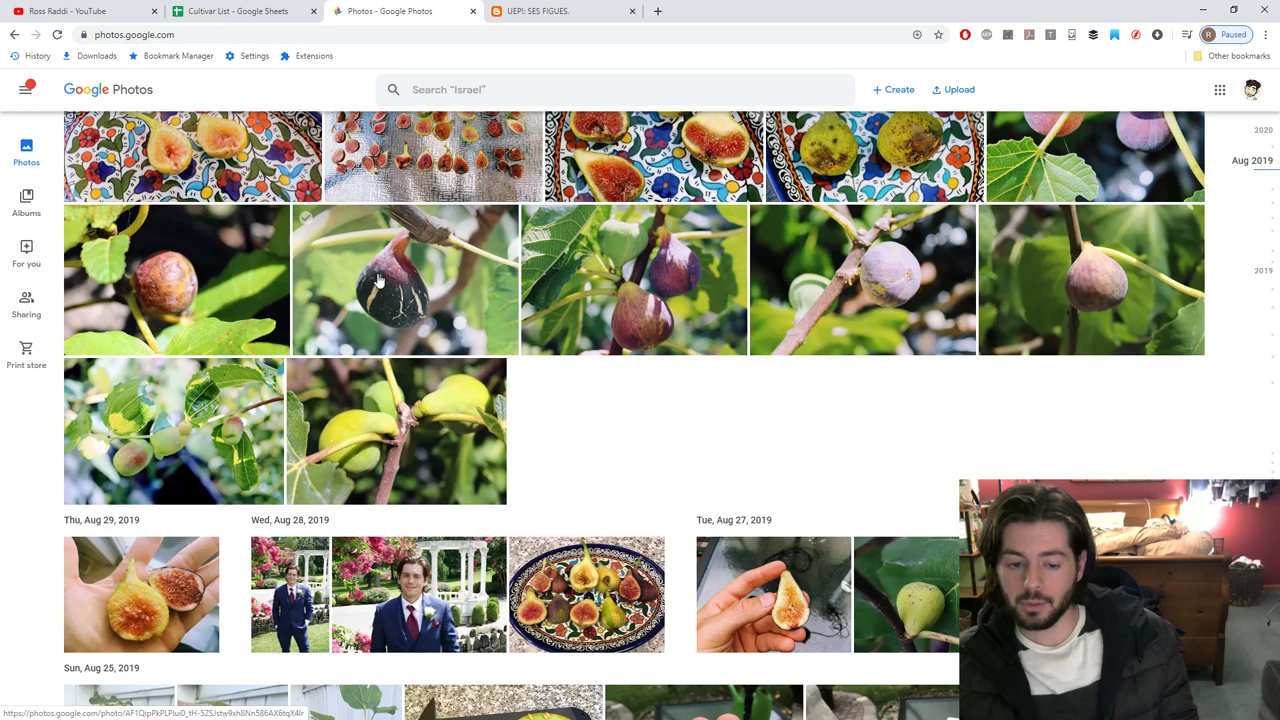 Ross Raddi - YouTube
Cultivar List - Google Sheets
Photos - Google Photos
UEP!: SES FIGUES.
photos.google.com
Paused
History
Downloads
Bookmark Manager
Settings
Extensions
Other bookmarks
Google Photos
Search “Israel”
Create
Upload
Photos
Albums
For you
Sharing
Print store
2020
Aug 2019
2019
Thu, Aug 29, 2019
Wed, Aug 28, 2019
Tue, Aug 27, 2019
Sun, Aug 25, 2019